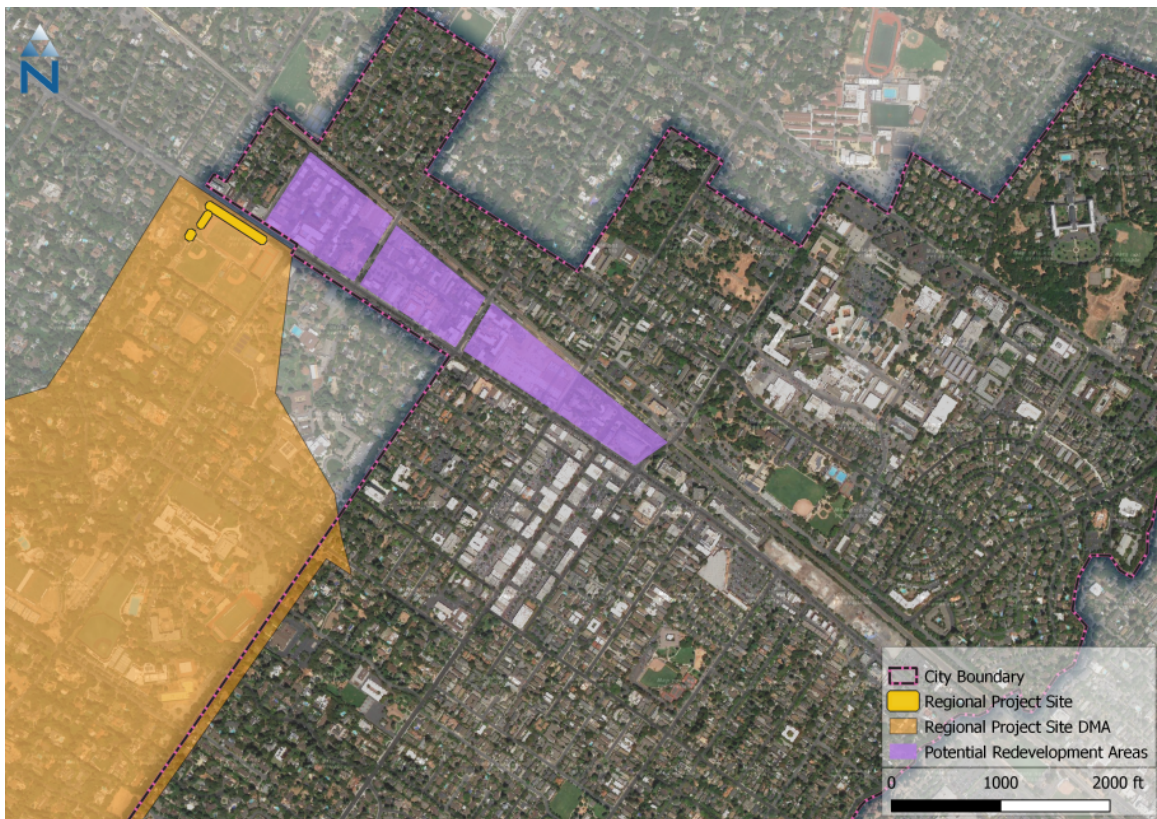 N
City Boundary
Regional Project Site
Regional Project Site DMA
Potential Redevelopment Areas
0 1000 2000 ft